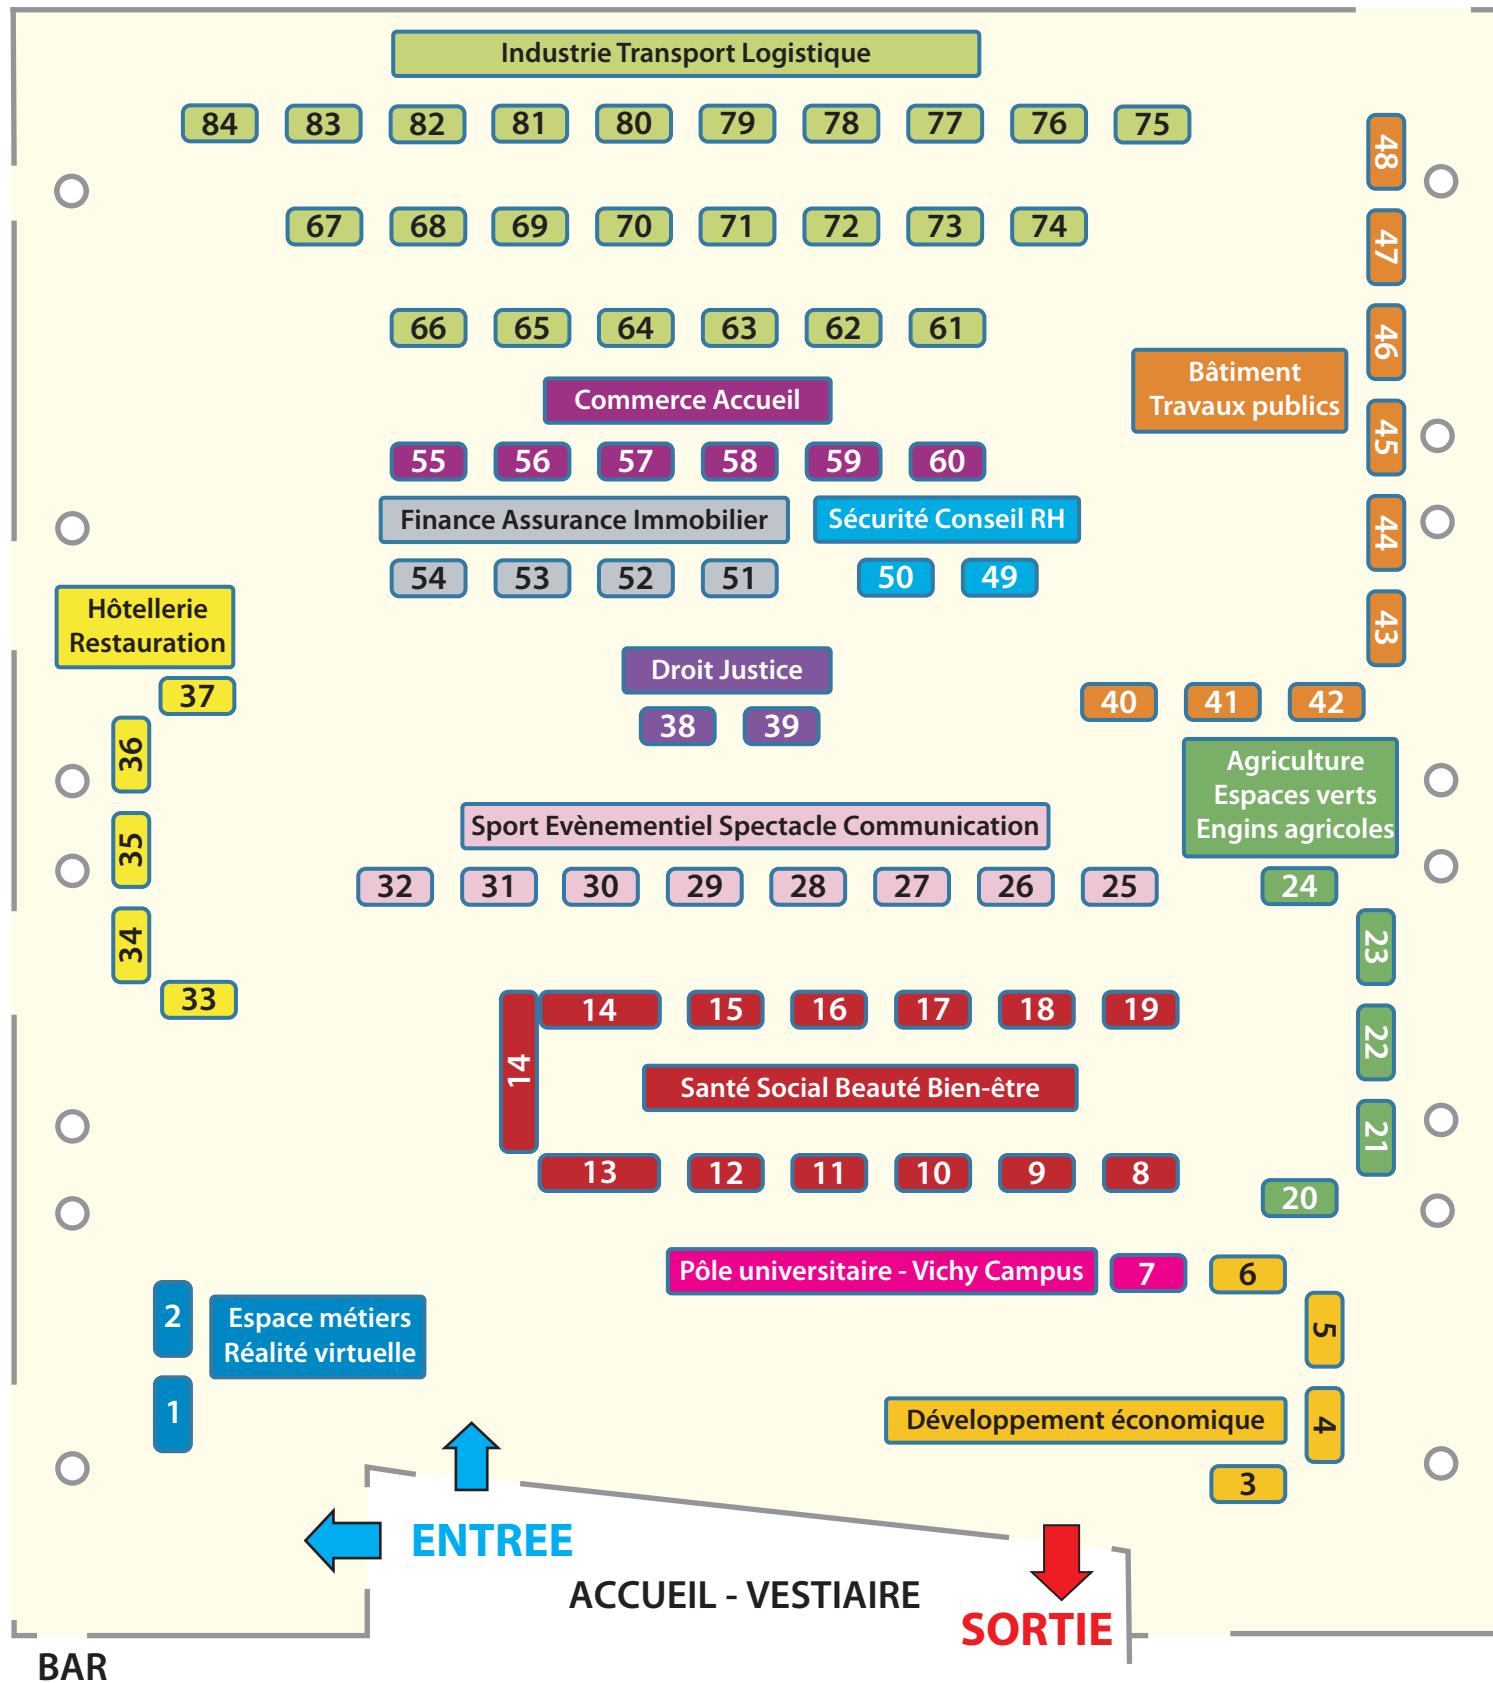 Industrie Transport Logistique
84 83 82 81 80 79 78 77 76 75
48
67 68 69 70 71 72 73 74
47
66 65 64 63 62 61
46
Bâtiment
Travaux publics
Commerce Accueil
45
55 56 57 58 59 60
Finance Assurance Immobilier
Sécurité Conseil RH
44
54 53 52 51 50 49
43
Hôtellerie
Restauration
Droit Justice
37
40 41 42
38 39
36
Agriculture
Espaces verts
Engins agricoles
Sport Evènementiel Spectacle Communication
35
32 31 30 29 28 27 26 25
24
34
23
33
14 15 16 17 18 19
14
22
Santé Social Beauté Bien-être
21
13 12 11 10 9 8
20
Pôle universitaire - Vichy Campus
7
6
2
Espace métiers
Réalité virtuelle
5
1
Développement économique
4
3
ENTREE
ACCUEIL - VESTIAIRE
SORTIE
BAR